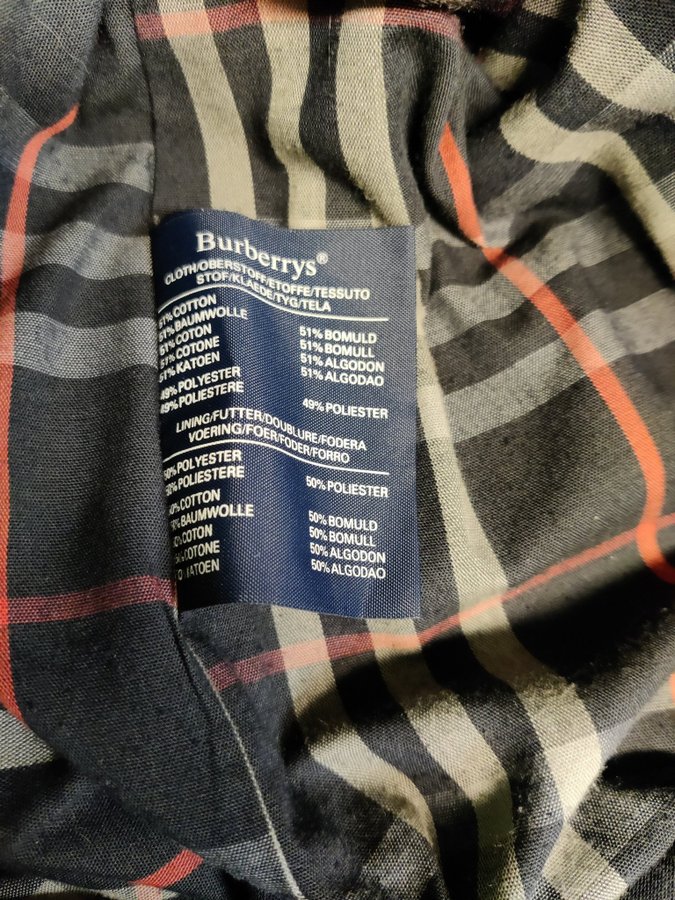 Burberrys®
CLOTH/OBERSTOFF/ETOFFE/TESSUTO
STOF/KLAEDE/TYG/TELA
51% COTTON
51% BAUMWOLLE
51% COTON
51% COTONE
51% KATOEN
51% BOMULD
51% BOMULL
51% ALGODON
51% ALGODAO
49% POLYESTER
49% POLIESTERE
49% POLIESTER
LINING/FUTTER/DOUBLURE/FODERA
VOERING/FOER/FODER/FORRO
50% POLYESTER
50% POLIESTERE
50% POLIESTER
50% COTTON
50% BAUMWOLLE
COTON
COTONE
50% BOMULD
50% BOMULL
50% ALGODON
50% ALGODAO